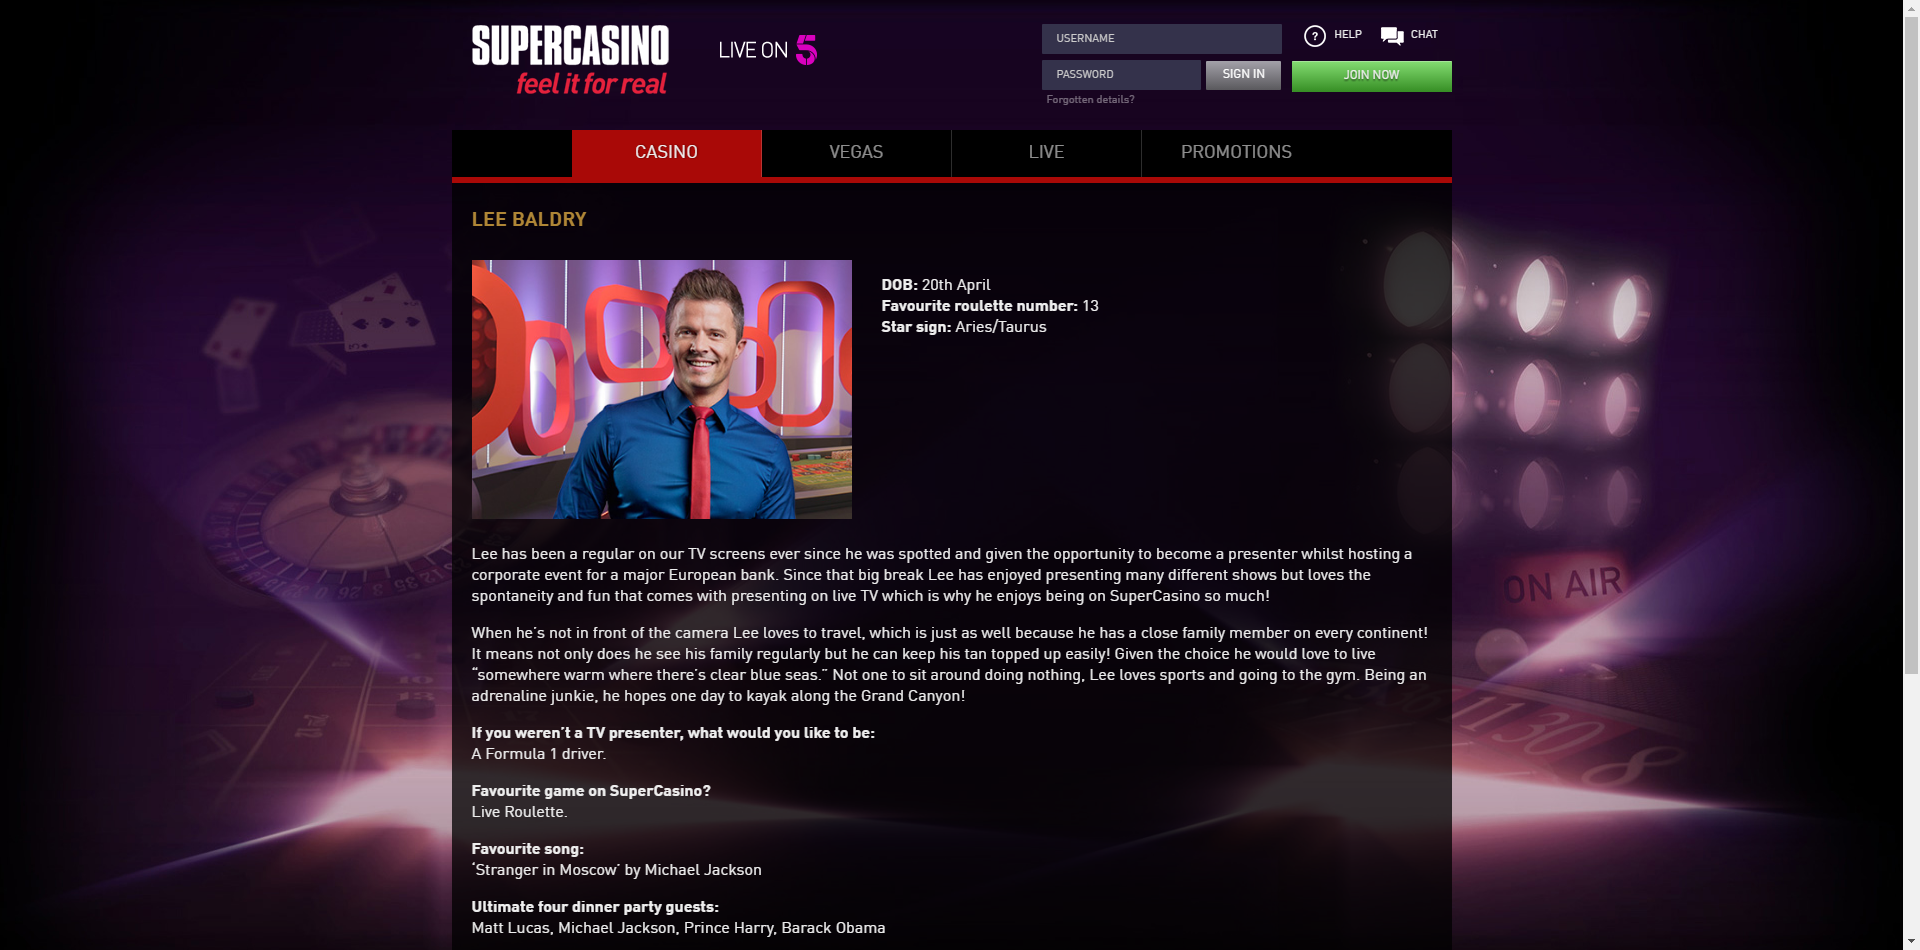 SUPERCASINO
feel it for real
LIVE ON 5
USERNAME
PASSWORD
SIGN IN
Forgotten details?
? HELP
CHAT
JOIN NOW
CASINO
VEGAS
LIVE
PROMOTIONS
LEE BALDRY
DOB: 20th April
Favourite roulette number: 13
Star sign: Aries/Taurus
Lee has been a regular on our TV screens ever since he was spotted and given the opportunity to become a presenter whilst hosting a
corporate event for a major European bank. Since that big break Lee has enjoyed presenting many different shows but loves the
spontaneity and fun that comes with presenting on live TV which is why he enjoys being on SuperCasino so much!
When he’s not in front of the camera Lee loves to travel, which is just as well because he has a close family member on every continent!
It means not only does he see his family regularly but he can keep his tan topped up easily! Given the choice he would love to live
“somewhere warm where there’s clear blue seas.” Not one to sit around doing nothing, Lee loves sports and going to the gym. Being an
adrenaline junkie, he hopes one day to kayak along the Grand Canyon!
If you weren’t a TV presenter, what would you like to be:
A Formula 1 driver.
Favourite game on SuperCasino?
Live Roulette.
Favourite song:
‘Stranger in Moscow’ by Michael Jackson
Ultimate four dinner party guests:
Matt Lucas, Michael Jackson, Prince Harry, Barack Obama
ON AIR